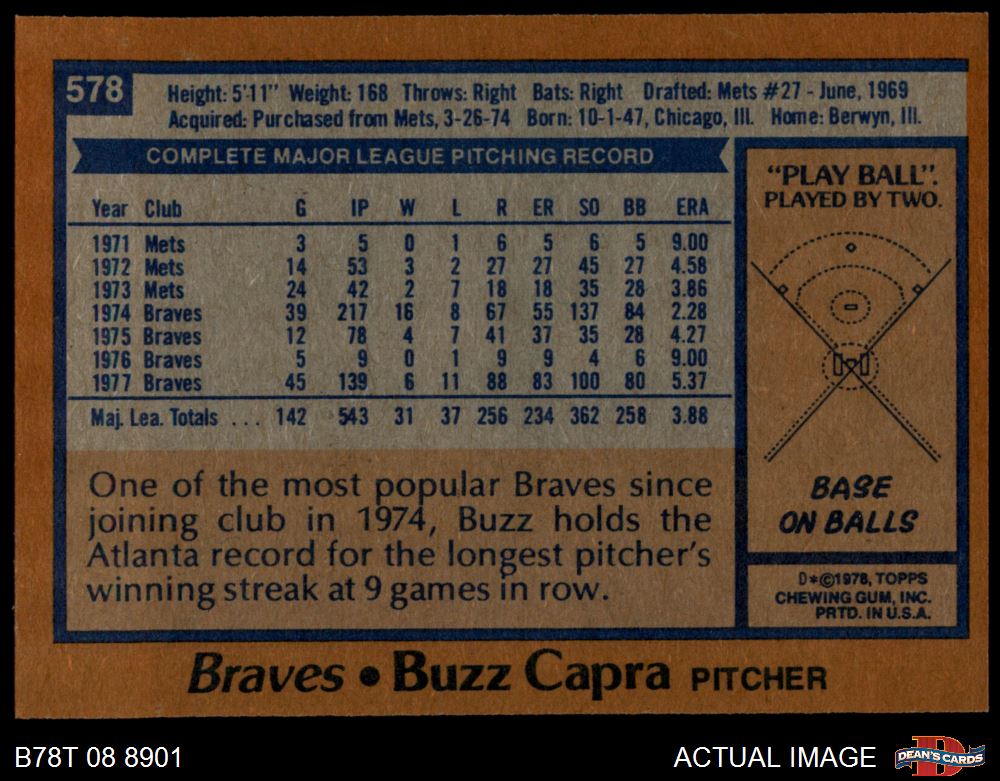 578
Height: 5'11" Weight: 168 Throws: Right Bats: Right Drafted: Mets #27 - June, 1969
Acquired: Purchased from Mets, 3-26-74 Born: 10-1-47, Chicago, Ill. Home: Berwyn, Ill.
COMPLETE MAJOR LEAGUE PITCHING RECORD
Year Club G IP W L R ER SO BB ERA
1971 Mets 3 5 0 1 6 5 6 5 9.00
1972 Mets 14 53 3 2 27 27 45 27 4.58
1973 Mets 24 42 2 7 18 18 35 28 3.86
1974 Braves 39 217 16 8 67 55 137 84 2.28
1975 Braves 12 78 4 7 41 37 35 28 4.27
1976 Braves 5 9 0 1 9 9 4 6 9.00
1977 Braves 45 139 6 11 88 83 100 80 5.37
Maj. Lea. Totals ... 142 543 31 37 256 234 362 258 3.88
One of the most popular Braves since
joining club in 1974, Buzz holds the
Atlanta record for the longest pitcher's
winning streak at 9 games in row.
"PLAY BALL".
PLAYED BY TWO.
BASE
ON BALLS
D*©1978, TOPPS
CHEWING GUM, INC.
PRTD. IN U.S.A.
Braves • Buzz Capra PITCHER
B78T 08 8901
ACTUAL IMAGE
DEAN'S CARDS